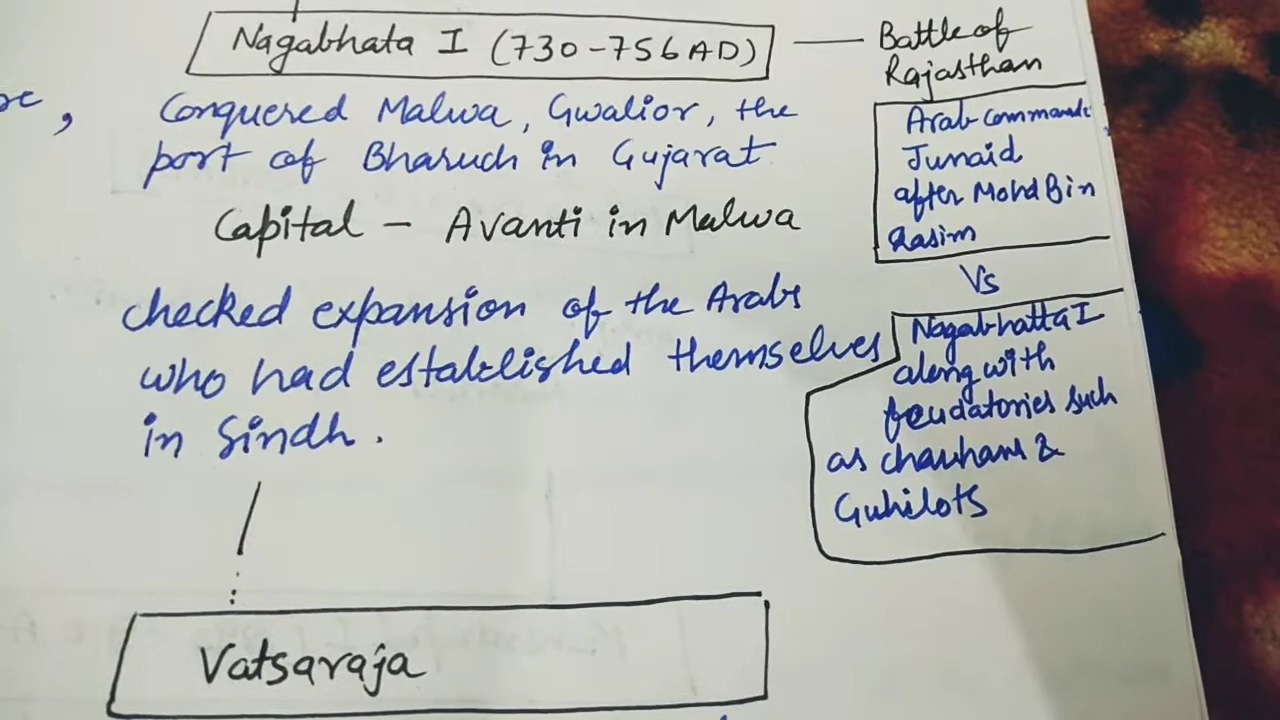 Nagabhata I (730-756AD) — Battle of
Rajasthan
Conquered Malwa, Gwalior, the
port of Bharuch in Gujarat
Capital - Avanti in Malwa
checked expansion of the Arabs
who had established themselves
in Sindh.
Arab commande
Junaid
after Mohd Bin
Qasim
Vs
Nagabhatta I
along with
feudatories such
as chauhans &
Guhilots
Vatsaraja